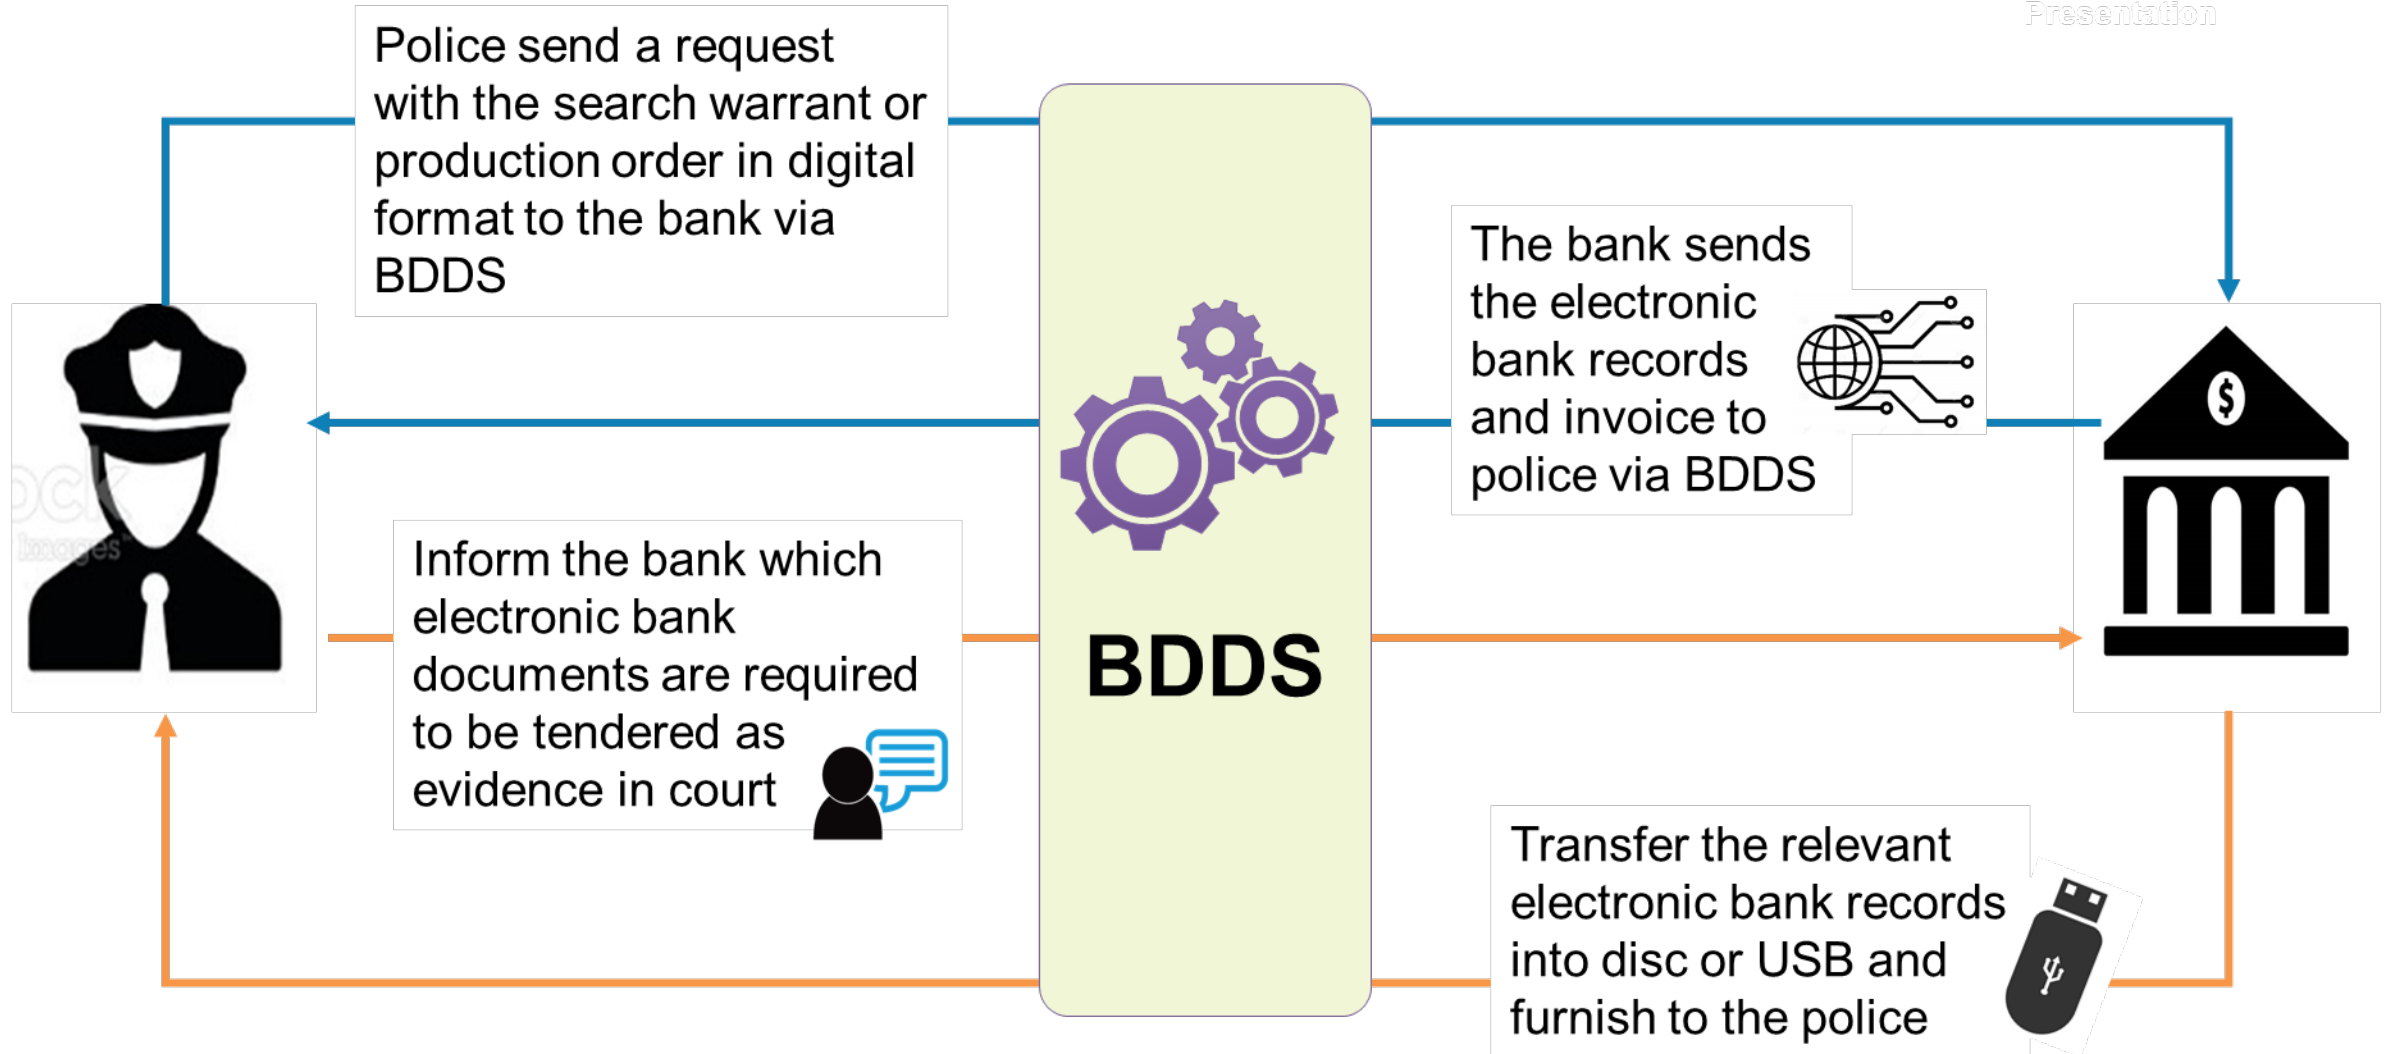 Presentation
Police send a request
with the search warrant or
production order in digital
format to the bank via
BDDS
The bank sends
the electronic
bank records
and invoice to
police via BDDS
$
ock
Images™
Inform the bank which
electronic bank
documents are required
to be tendered as
evidence in court
BDDS
Transfer the relevant
electronic bank records
into disc or USB and
furnish to the police